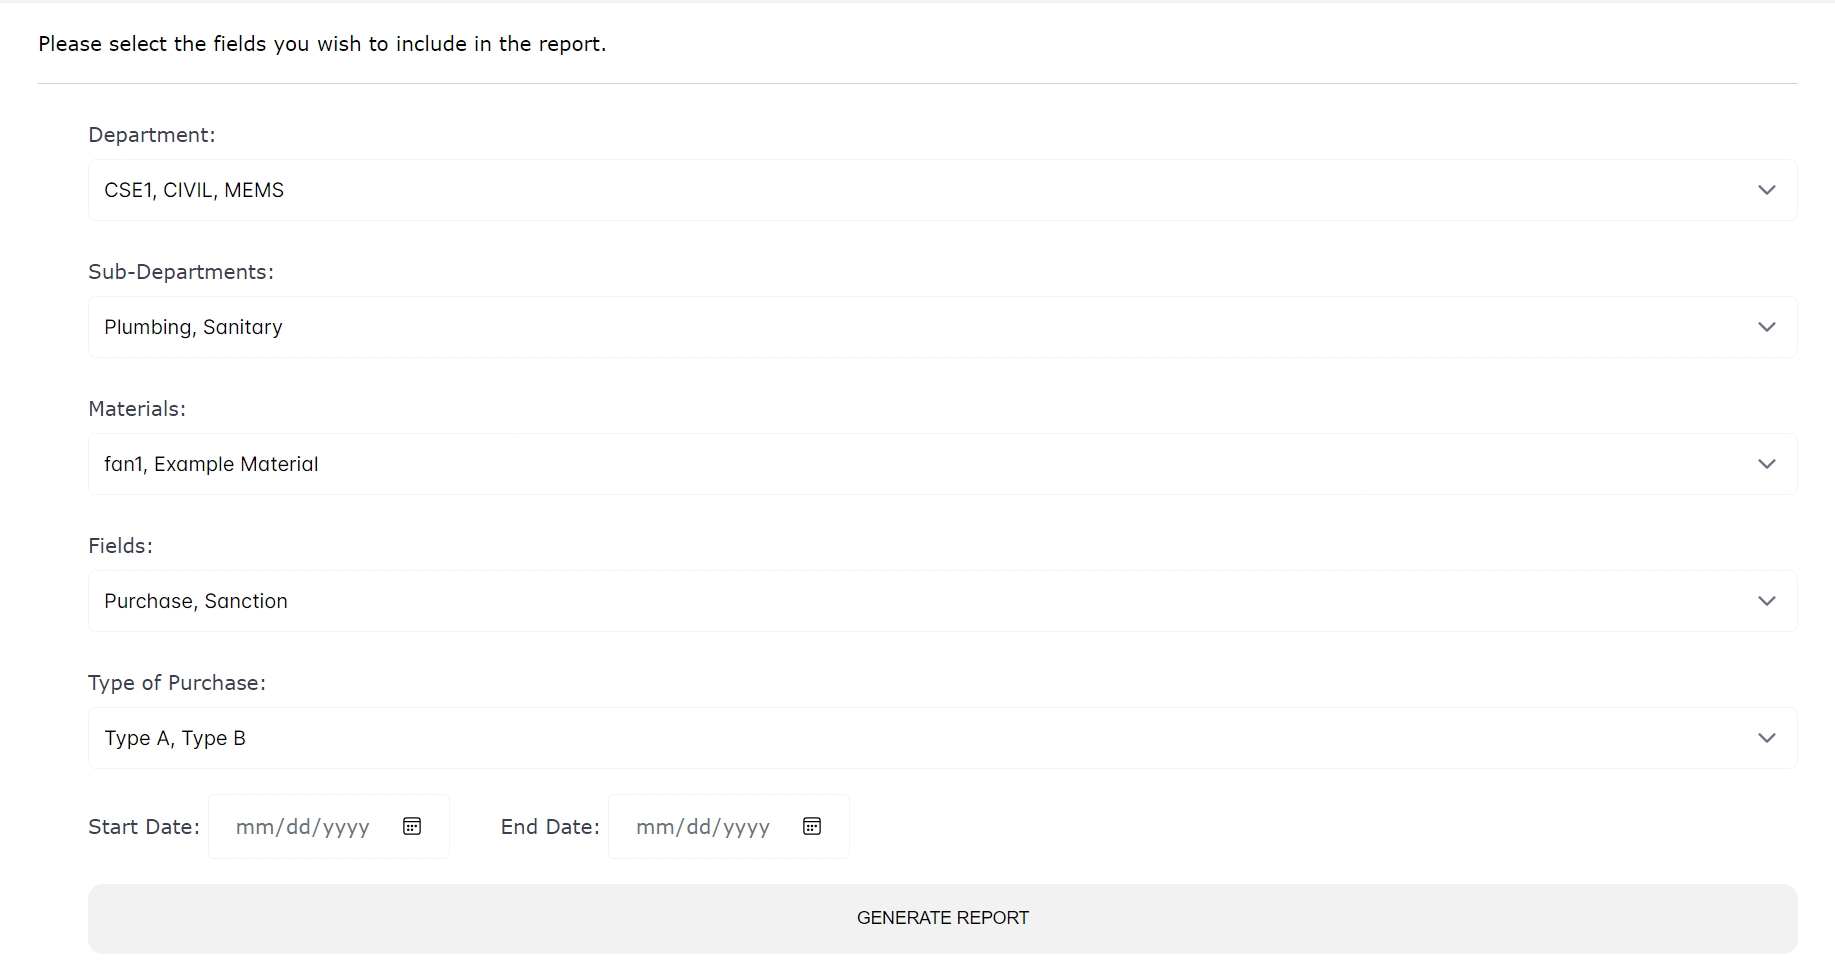 Please select the fields you wish to include in the report.
Department:
CSE1, CIVIL, MEMS
Sub-Departments:
Plumbing, Sanitary
Materials:
fan1, Example Material
Fields:
Purchase, Sanction
Type of Purchase:
Type A, Type B
Start Date: mm/dd/yyyy End Date: mm/dd/yyyy
GENERATE REPORT